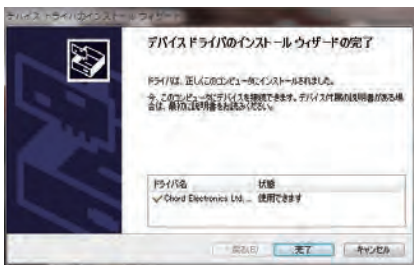 デバイス ドライバのインストール ウィザード
デバイス ドライバのインストール ウィザードの完了
ドライバは、正しくこのコンピュータにインストールされました。
今、このコンピュータにデバイスを接続できます。デバイス付属の説明書がある場
合は、最初に説明書をお読みください。
ドライバ名 状態
Chord Electronics Ltd. ... 使用できます
< 戻る(B) 完了 キャンセル